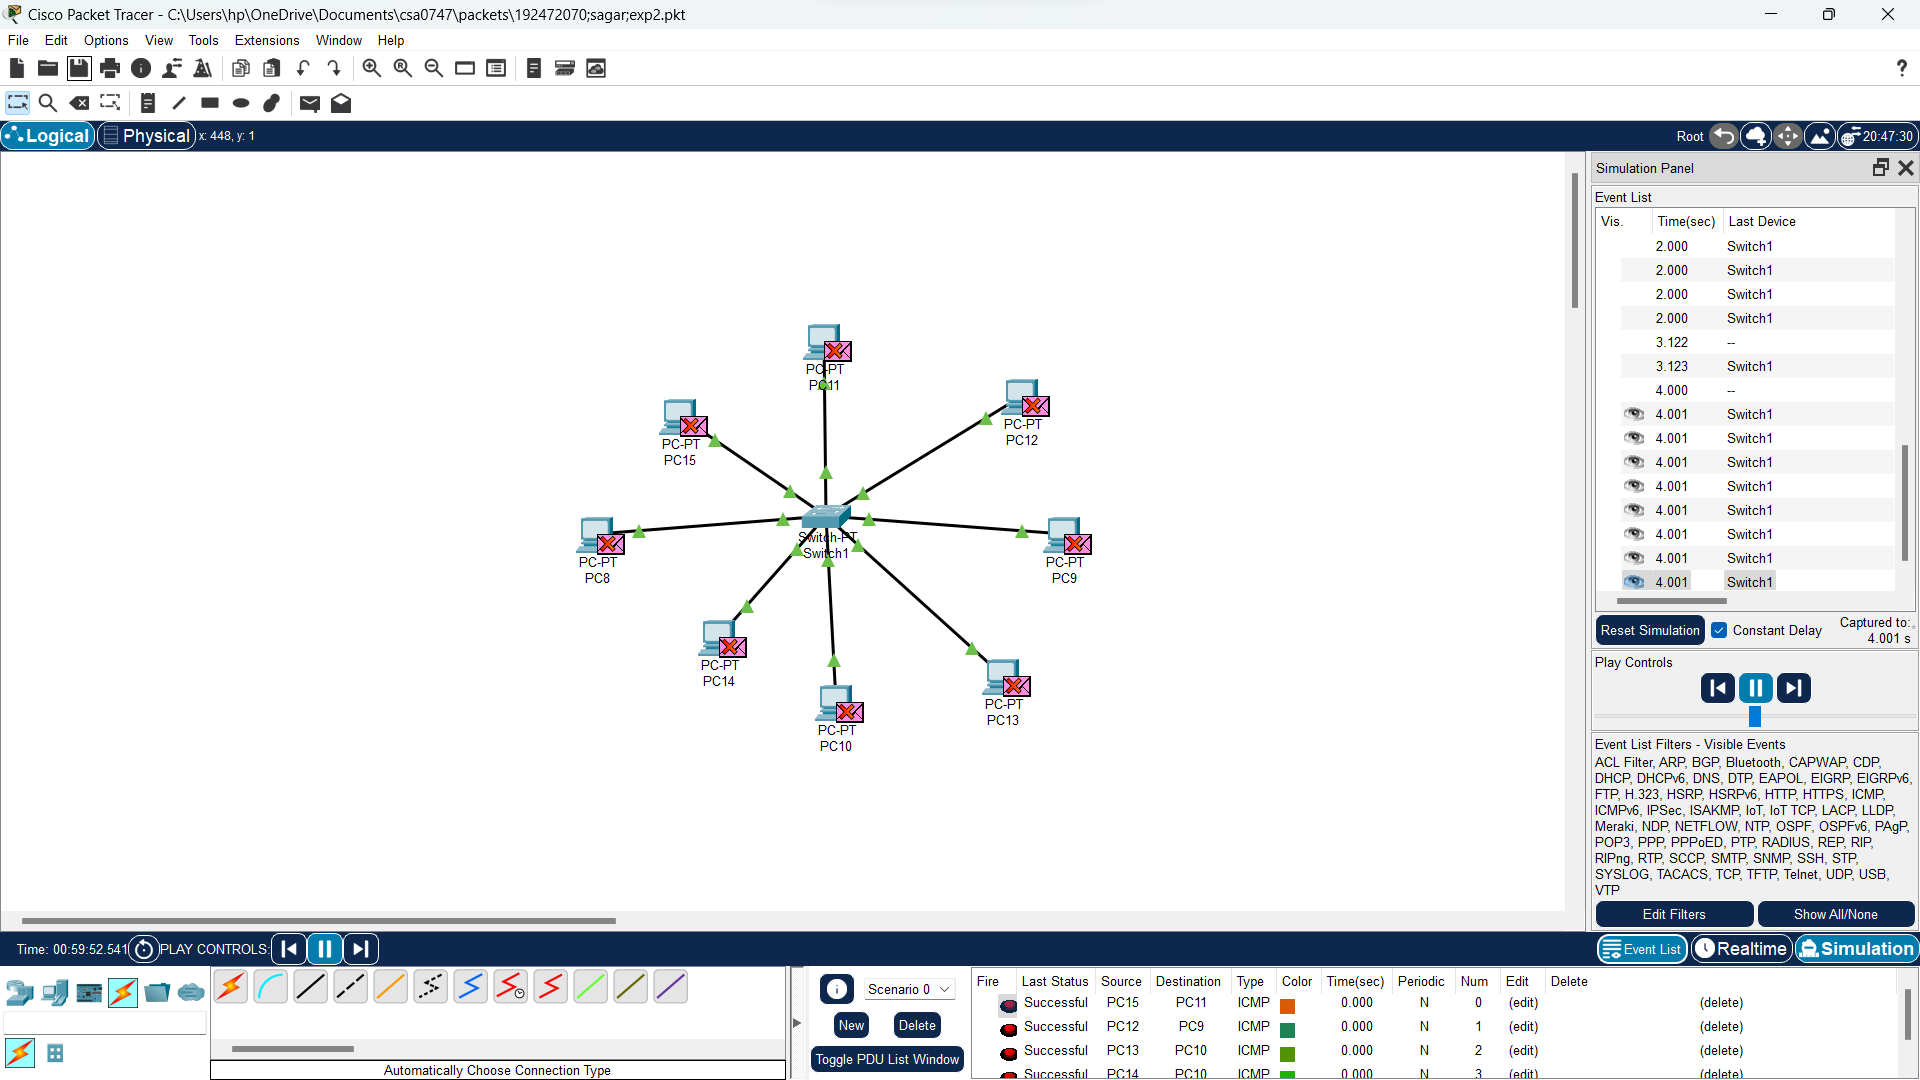 Cisco Packet Tracer - C:\Users\hp\OneDrive\Documents\csa0747\packets\192472070;sagar;exp2.pkt
File Edit Options View Tools Extensions Window Help
?
Logical Physical x: 448, y: 1 Root 20:47:30
Simulation Panel
Event List
Vis. Time(sec) Last Device
2.000 Switch1
2.000 Switch1
2.000 Switch1
2.000 Switch1
3.122 --
3.123 Switch1
4.000 --
4.001 Switch1
4.001 Switch1
4.001 Switch1
4.001 Switch1
4.001 Switch1
4.001 Switch1
4.001 Switch1
4.001 Switch1
Reset Simulation Constant Delay Captured to:
4.001 s
Play Controls
Event List Filters - Visible Events
ACL Filter, ARP, BGP, Bluetooth, CAPWAP, CDP,
DHCP, DHCPv6, DNS, DTP, EAPOL, EIGRP, EIGRPv6,
FTP, H.323, HSRP, HSRPv6, HTTP, HTTPS, ICMP,
ICMPv6, IPSec, ISAKMP, IoT, IoT TCP, LACP, LLDP,
Meraki, NDP, NETFLOW, NTP, OSPF, OSPFv6, PAgP,
POP3, PPP, PPPoED, PTP, RADIUS, REP, RIP,
RIPng, RTP, SCCP, SMTP, SNMP, SSH, STP,
SYSLOG, TACACS, TCP, TFTP, Telnet, UDP, USB,
VTP
Edit Filters Show All/None
PC-PT
PC11
PC-PT
PC12
PC-PT
PC15
Switch-PT
Switch1
PC-PT
PC8
PC-PT
PC9
PC-PT
PC14
PC-PT
PC13
PC-PT
PC10
Time: 00:59:52.541 PLAY CONTROLS: Event List Realtime Simulation
Automatically Choose Connection Type
Scenario 0
New Delete
Toggle PDU List Window
Fire Last Status Source Destination Type Color Time(sec) Periodic Num Edit Delete
Successful PC15 PC11 ICMP 0.000 N 0 (edit) (delete)
Successful PC12 PC9 ICMP 0.000 N 1 (edit) (delete)
Successful PC13 PC10 ICMP 0.000 N 2 (edit) (delete)
Successful PC14 PC10 ICMP 0.000 N 3 (edit) (delete)